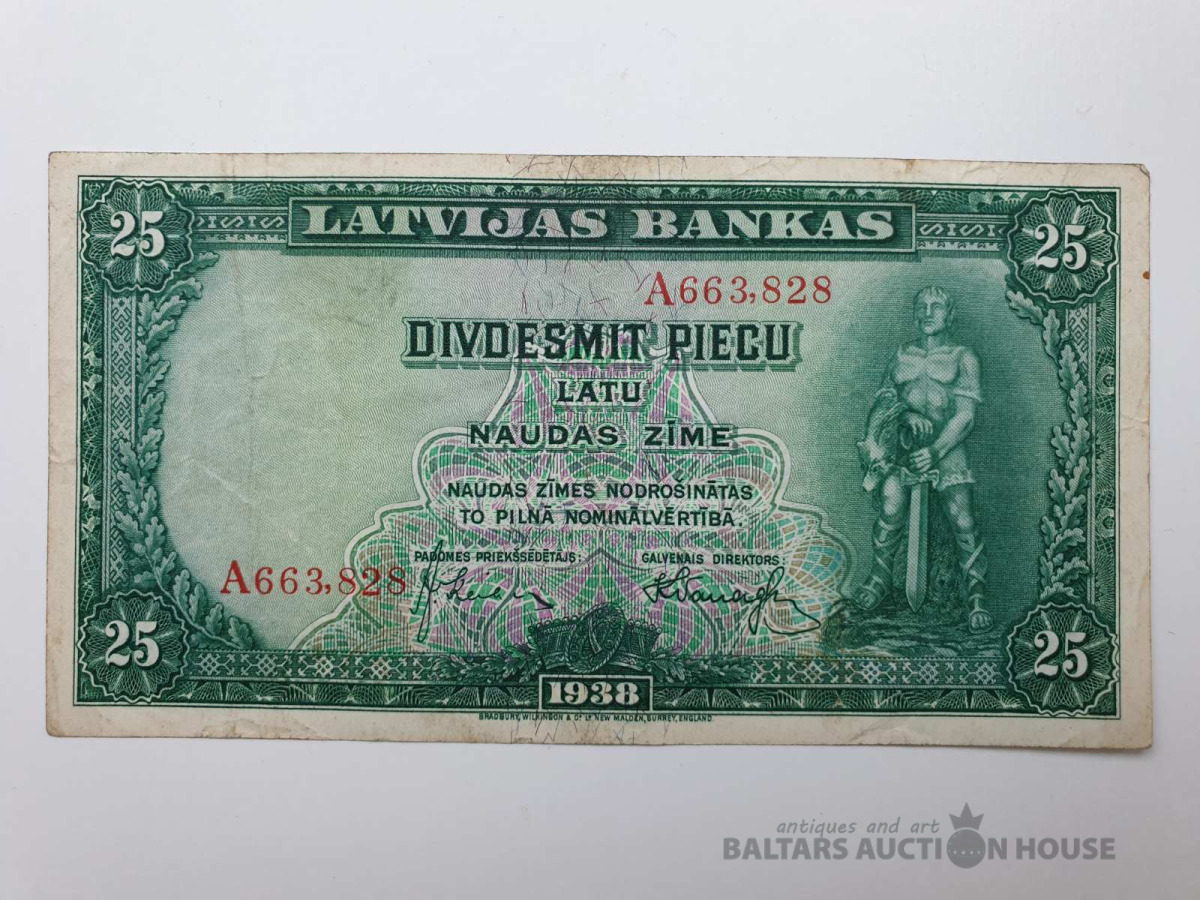 25 LATVIJAS BANKAS 25
A663,828
DIVDESMIT PIECU
LATU
NAUDAS ZĪME
NAUDAS ZĪMES NODROŠINĀTAS
TO PILNĀ NOMINĀLVĒRTĪBĀ.
PADOMES PRIEKŠSĒDĒTĀJS: GALVENAIS DIREKTORS:
A663,828
25 25
1938
BRADBURY, WILKINSON & Cº Lᵈ NEW MALDEN, SURREY, ENGLAND.
antiques and art
BALTARS AUCTION HOUSE